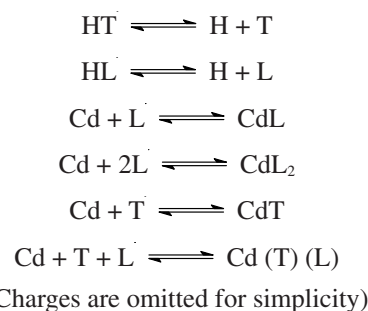 HT ⇌ H + T
HL ⇌ H + L
Cd + L ⇌ CdL
Cd + 2L ⇌ CdL₂
Cd + T ⇌ CdT
Cd + T + L ⇌ Cd (T) (L)
Charges are omitted for simplicity)